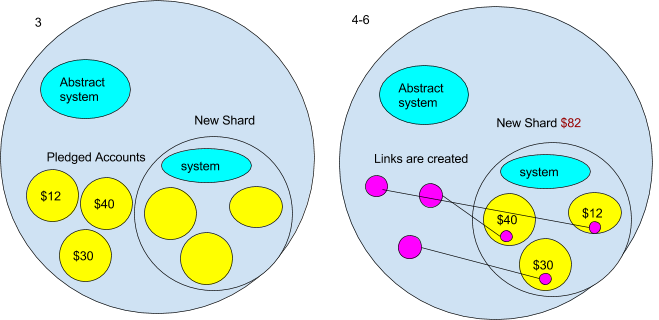 3
Abstract
system
New Shard
Pledged Accounts
system
$12
$40
$30
4-6
Abstract
system
New Shard $82
Links are created
system
$40
$12
$30